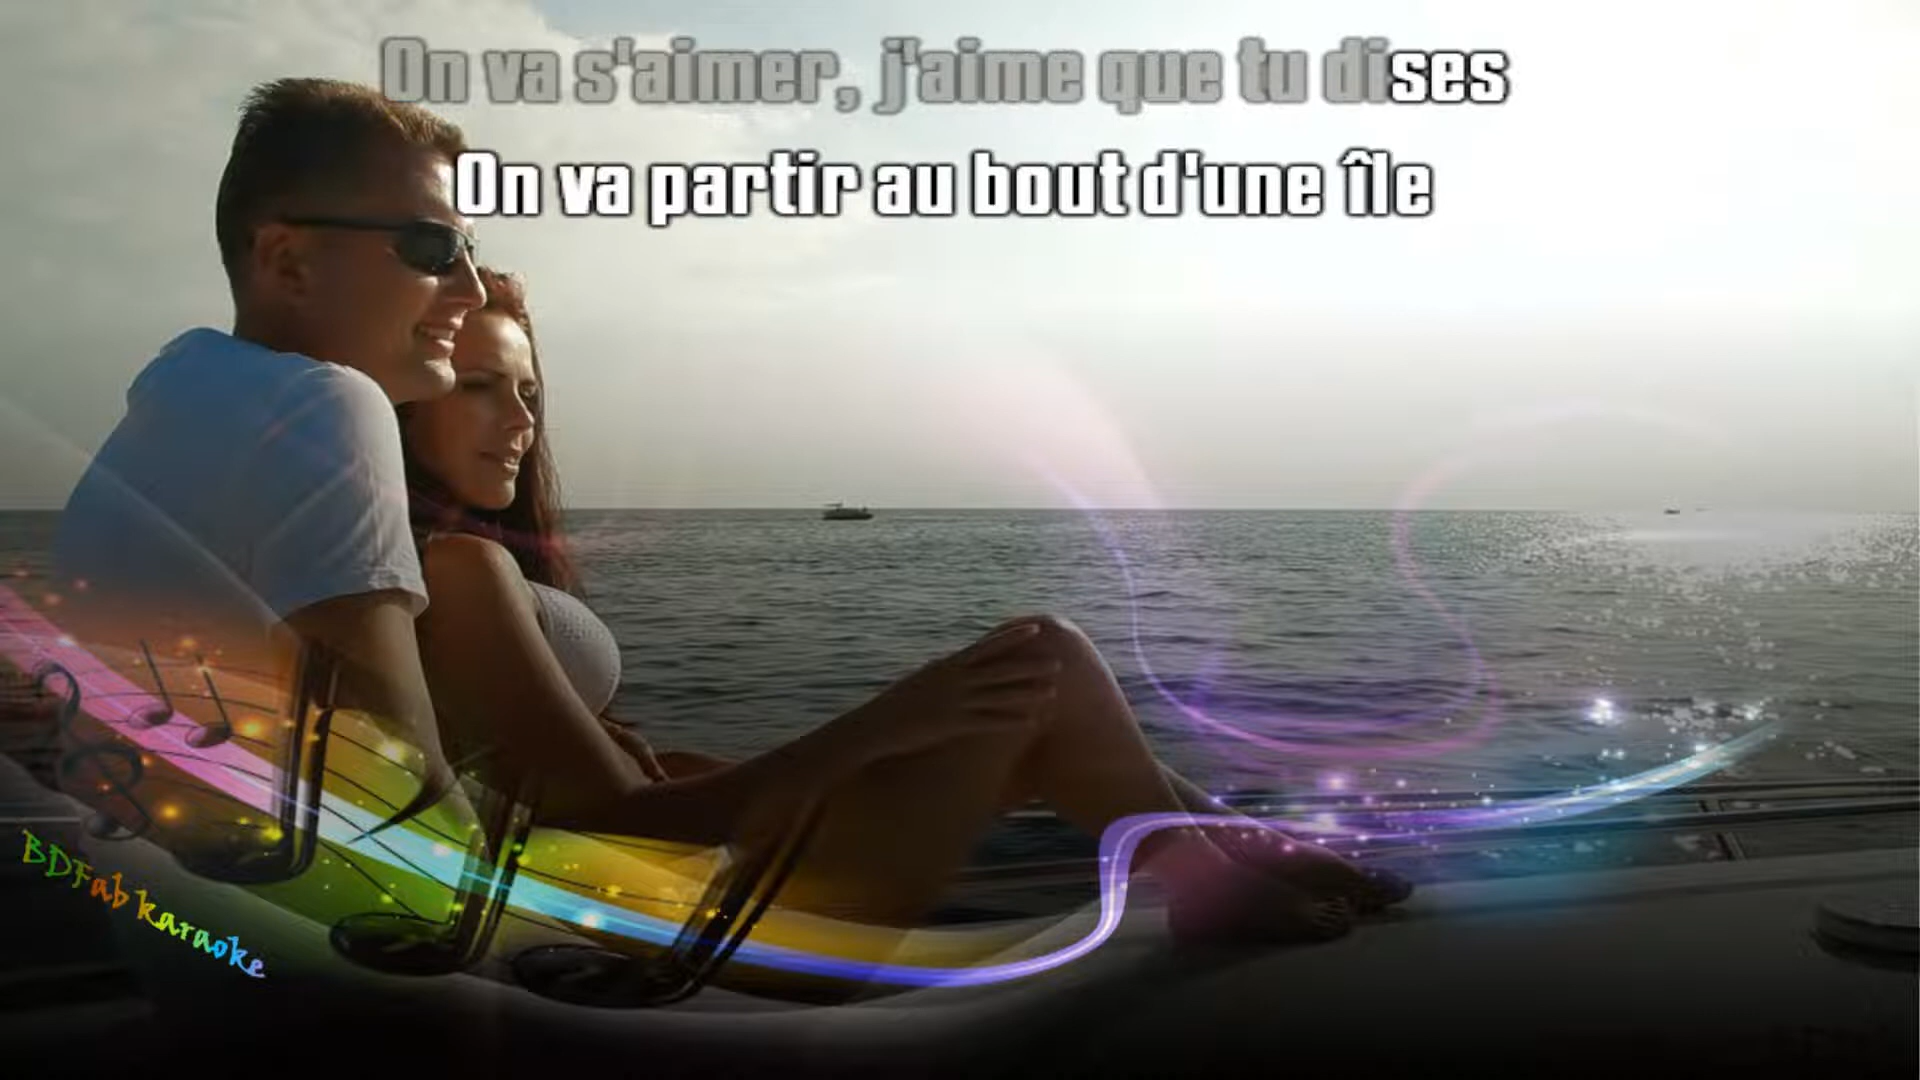 On va s'aimer, j'aime que tu dises
On va partir au bout d'une île
BDFab karaoke